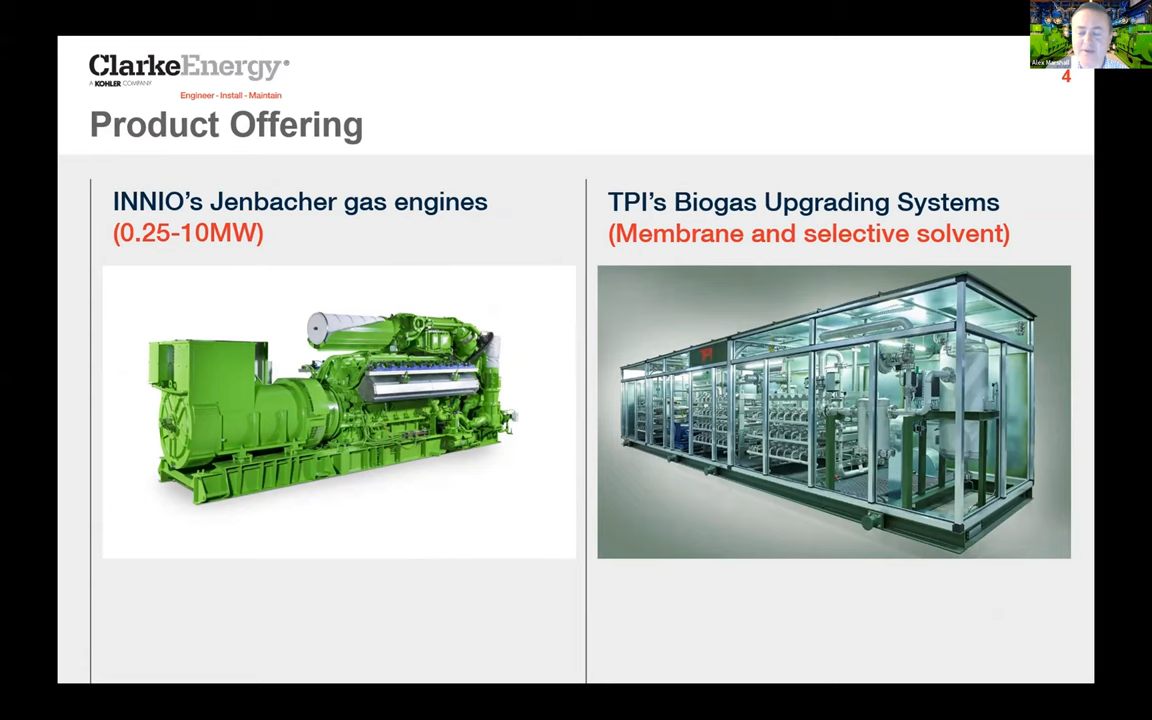 ClarkeEnergy®
A KOHLER COMPANY
Engineer - Install - Maintain
Product Offering
Alex Marshall
4
INNIO’s Jenbacher gas engines
(0.25-10MW)
TPI’s Biogas Upgrading Systems
(Membrane and selective solvent)
TPI